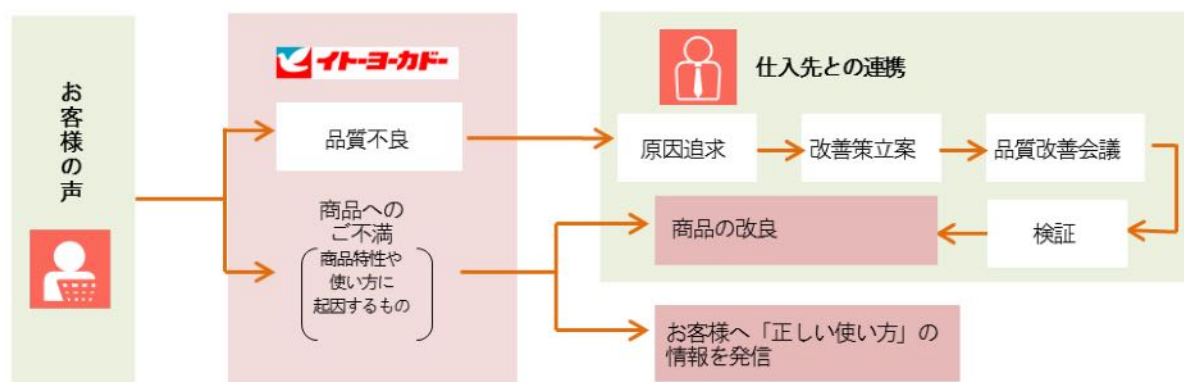 お客様の声
イトーヨーカドー
品質不良
商品への
ご不満
商品特性や
使い方に
起因するもの
仕入先との連携
原因追求
改善策立案
品質改善会議
検証
商品の改良
お客様へ「正しい使い方」の
情報を発信